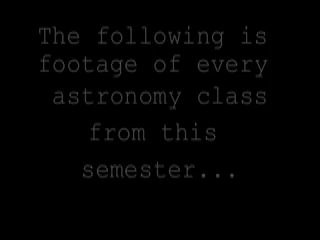 The following is
footage of every
astronomy class
from this
semester...